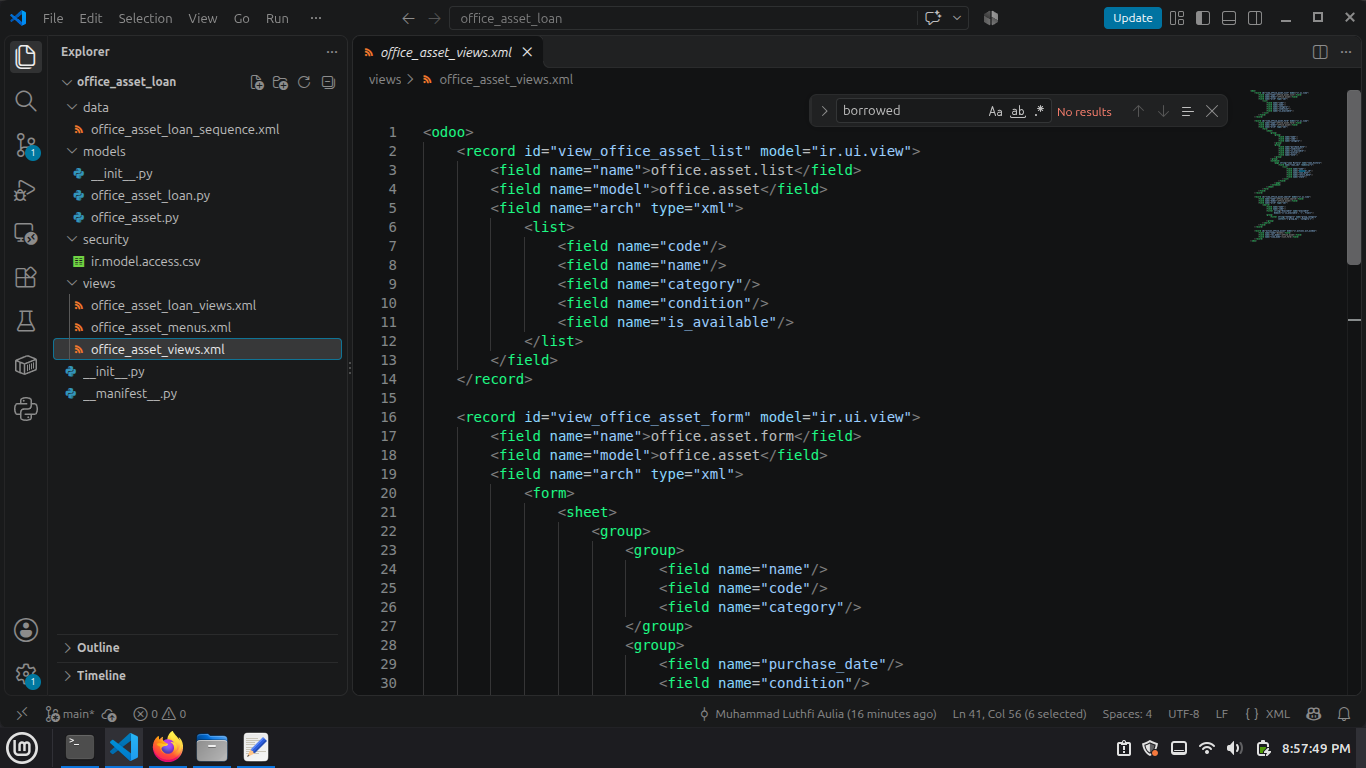 File Edit Selection View Go Run ··· office_asset_loan Update
Explorer ···
office_asset_loan
data
office_asset_loan_sequence.xml
models
__init__.py
office_asset_loan.py
office_asset.py
security
ir.model.access.csv
views
office_asset_loan_views.xml
office_asset_menus.xml
office_asset_views.xml
__init__.py
__manifest__.py
Outline
Timeline
1
1
office_asset_views.xml
views > office_asset_views.xml
borrowed Aa ab .* No results
1 <odoo>
2 <record id="view_office_asset_list" model="ir.ui.view">
3 <field name="name">office.asset.list</field>
4 <field name="model">office.asset</field>
5 <field name="arch" type="xml">
6 <list>
7 <field name="code"/>
8 <field name="name"/>
9 <field name="category"/>
10 <field name="condition"/>
11 <field name="is_available"/>
12 </list>
13 </field>
14 </record>
15
16 <record id="view_office_asset_form" model="ir.ui.view">
17 <field name="name">office.asset.form</field>
18 <field name="model">office.asset</field>
19 <field name="arch" type="xml">
20 <form>
21 <sheet>
22 <group>
23 <group>
24 <field name="name"/>
25 <field name="code"/>
26 <field name="category"/>
27 </group>
28 <group>
29 <field name="purchase_date"/>
30 <field name="condition"/>
main* 0 0 Muhammad Luthfi Aulia (16 minutes ago) Ln 41, Col 56 (6 selected) Spaces: 4 UTF-8 LF { } XML
8:57:49 PM